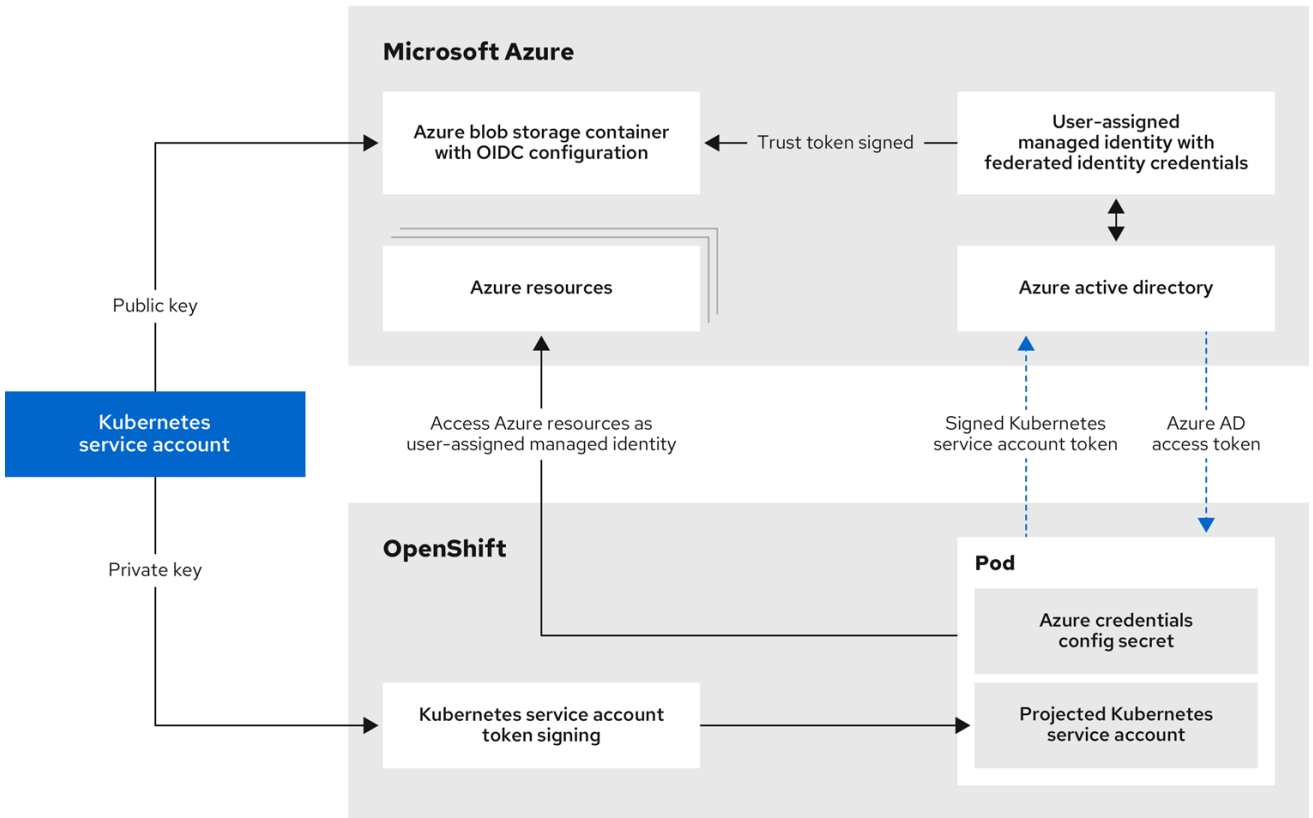 Microsoft Azure
Azure blob storage container
with OIDC configuration
Trust token signed
User-assigned
managed identity with
federated identity credentials
Azure resources
Azure active directory
Public key
Kubernetes
service account
Access Azure resources as
user-assigned managed identity
Signed Kubernetes
service account token
Azure AD
access token
Private key
OpenShift
Pod
Azure credentials
config secret
Kubernetes service account
token signing
Projected Kubernetes
service account